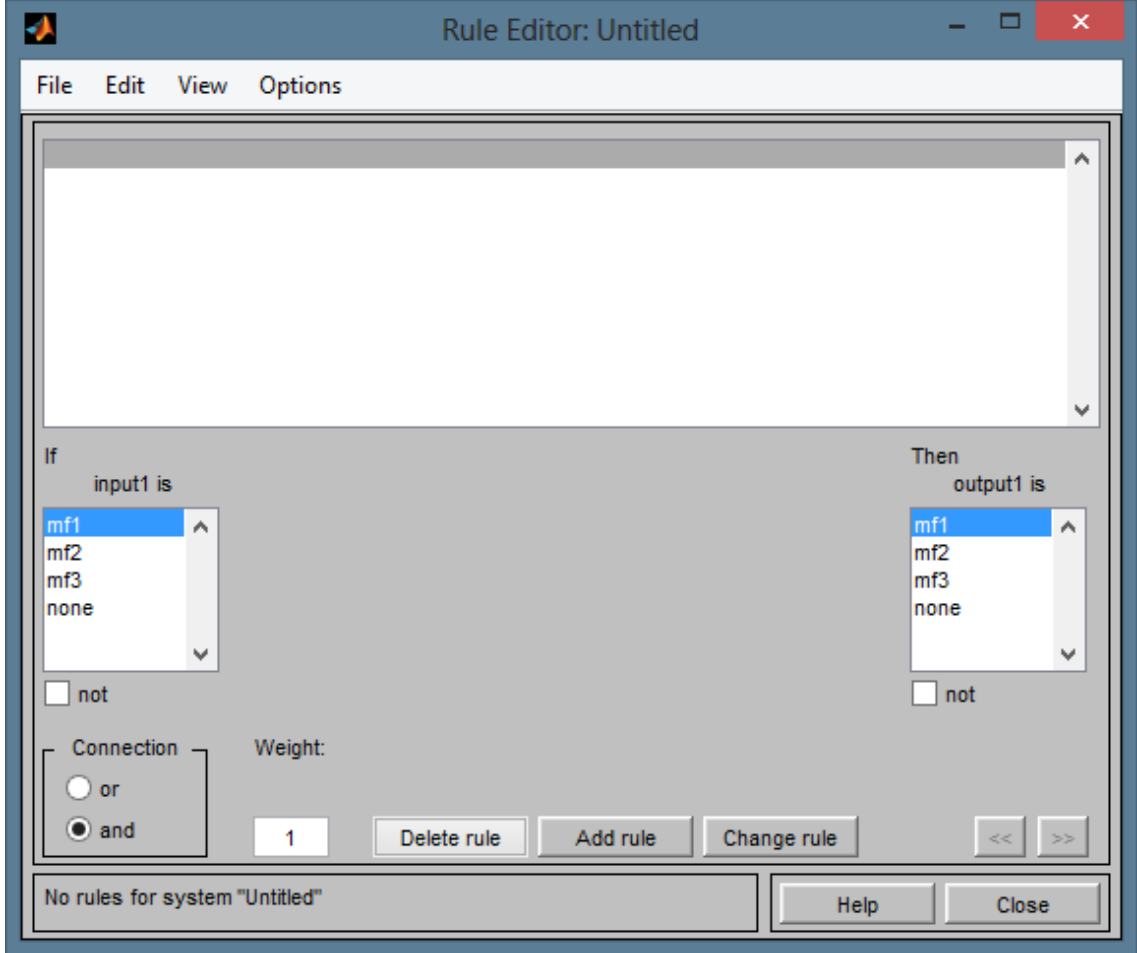 Rule Editor: Untitled
File Edit View Options
If
input1 is
mf1
mf2
mf3
none
not
Then
output1 is
mf1
mf2
mf3
none
not
Connection
or
and
Weight:
1
Delete rule
Add rule
Change rule
<<
>>
No rules for system "Untitled"
Help
Close